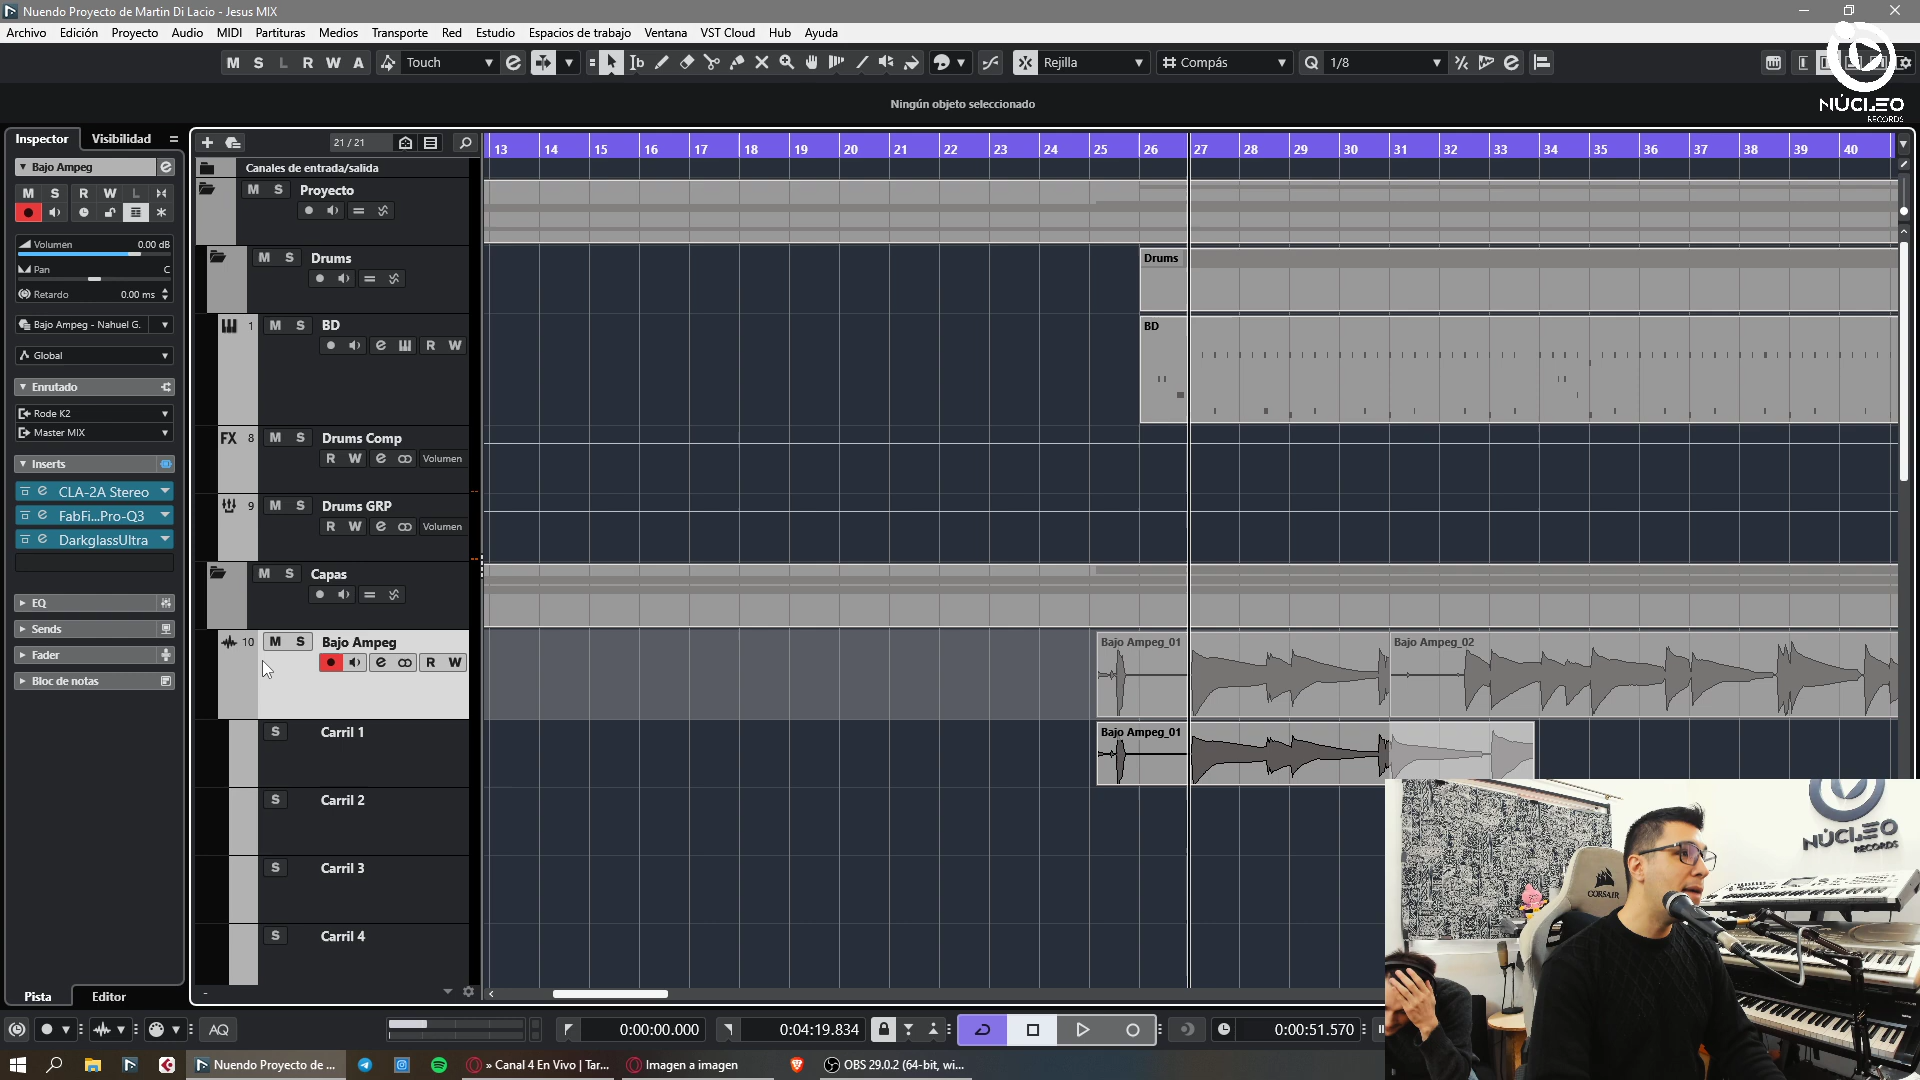 Nuendo Proyecto de Martin Di Lacio - Jesus MIX
Archivo Edición Proyecto Audio MIDI Partituras Medios Transporte Red Estudio Espacios de trabajo Ventana VST Cloud Hub Ayuda
M S L R W A Touch Rejilla Compás Q 1/8
NÚCLEO
RECORDS
Ningún objeto seleccionado
Inspector Visibilidad
21 / 21
13 14 15 16 17 18 19 20 21 22 23 24 25 26 27 28 29 30 31 32 33 34 35 36 37 38 39 40
Bajo Ampeg
M S R W L
Volumen 0.00 dB
Pan C
Retardo 0.00 ms
Bajo Ampeg - Nahuel G.
Global
Enrutado
Rode K2
Master MIX
Inserts
CLA-2A Stereo
FabFi...Pro-Q3
DarkglassUltra
EQ
Sends
Fader
Bloc de notas
Pista Editor
Canales de entrada/salida
M S Proyecto
M S Drums
1 M S BD
R W
FX 8 M S Drums Comp
R W Volumen
9 M S Drums GRP
R W Volumen
M S Capas
10 M S Bajo Ampeg
R W
S Carril 1
S Carril 2
S Carril 3
S Carril 4
Drums
BD
Bajo Ampeg_01 Bajo Ampeg_02
Bajo Ampeg_01
NÚCLEO
RECORDS
CORSAIR
AQ 0:00:00.000 0:04:19.834 0:00:51.570
Nuendo Proyecto de ... » Canal 4 En Vivo | Tar... Imagen a imagen OBS 29.0.2 (64-bit, wi...